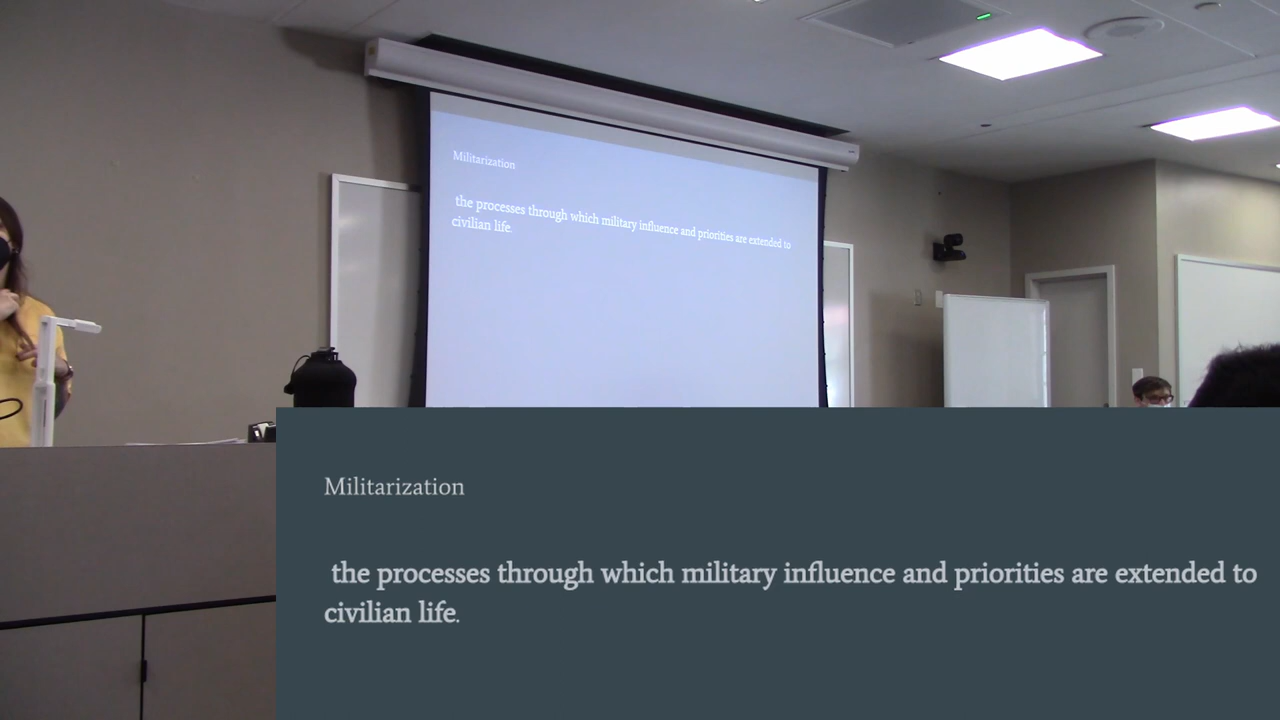 Militarization
the processes through which military influence and priorities are extended to
civilian life.
Militarization
the processes through which military influence and priorities are extended to
civilian life.